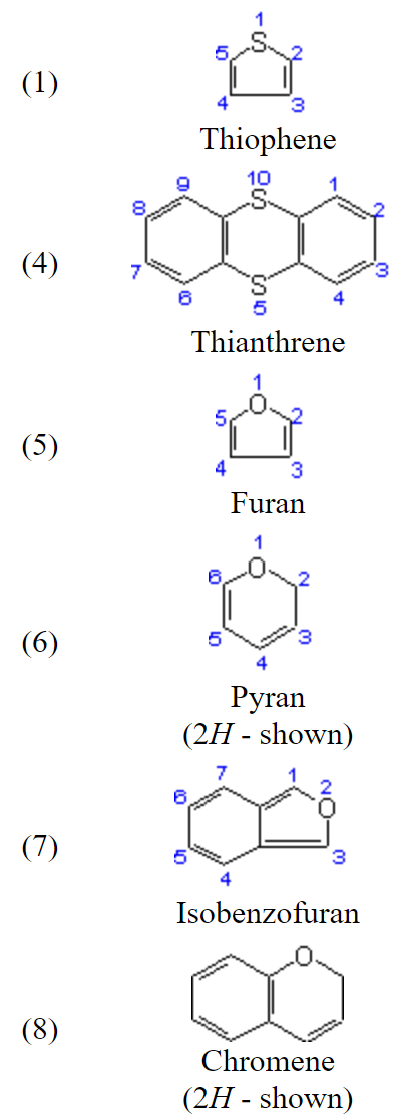 1
S
5 2
(1)
4 3
Thiophene
9 10 1
S
8 2
(4)
7 3
S
6 5 4
Thianthrene
1
O
5 2
(5)
4 3
Furan
1
O
6 2
(6)
5 3
4
Pyran
(2H - shown)
7 1 2
6 O
(7)
5 3
4
Isobenzofuran
O
(8)
Chromene
(2H - shown)